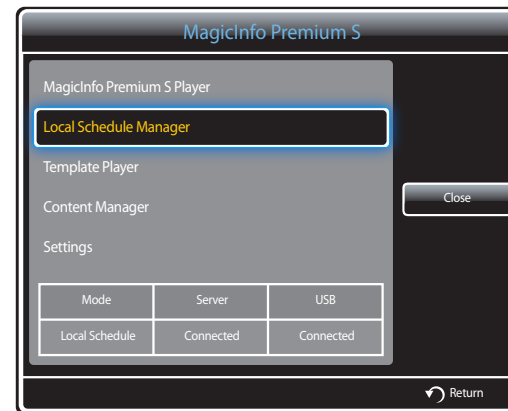 MagicInfo Premium S
MagicInfo Premium S Player
Local Schedule Manager
Template Player
Content Manager
Settings
Close
Mode Server USB
Local Schedule Connected Connected
Return